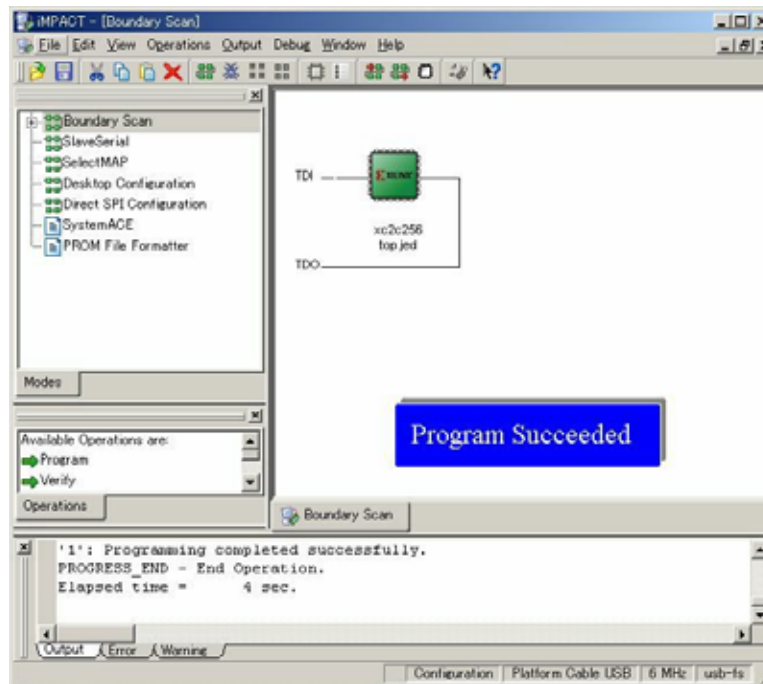 iMPACT - [Boundary Scan]
File Edit View Operations Output Debug Window Help
Boundary Scan
SlaveSerial
SelectMAP
Desktop Configuration
Direct SPI Configuration
SystemACE
PROM File Formatter
Modes
TDI
XILINX
xc2c256
top.jed
TDO
Available Operations are:
Program
Verify
Operations
Program Succeeded
Boundary Scan
'1': Programming completed successfully.
PROGRESS_END - End Operation.
Elapsed time = 4 sec.
Output Error Warning
Configuration Platform Cable USB 6 MHz usb-fs